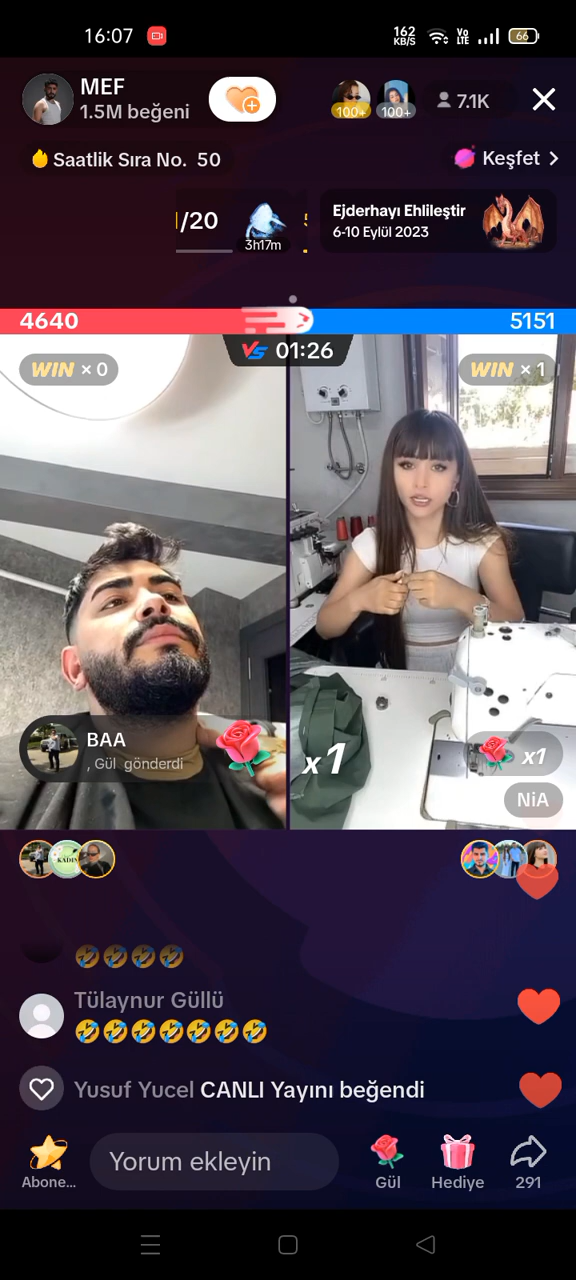 16:07
162
KB/S
Vo
LTE
66
MEF
1.5M beğeni
100+
100+
7.1K
Saatlik Sıra No. 50
Keşfet
/20
3h17m
Ejderhayı Ehlileştir
6-10 Eylül 2023
4640
5151
VS 01:26
WIN × 0
WIN × 1
BAA
, Gül gönderdi
x1
x1
NiA
KADIN
🤣🤣🤣🤣
Tülaynur Güllü
🤣🤣🤣🤣🤣🤣🤣
Yusuf Yucel CANLI Yayını beğendi
Abone...
Yorum ekleyin
Gül
Hediye
291